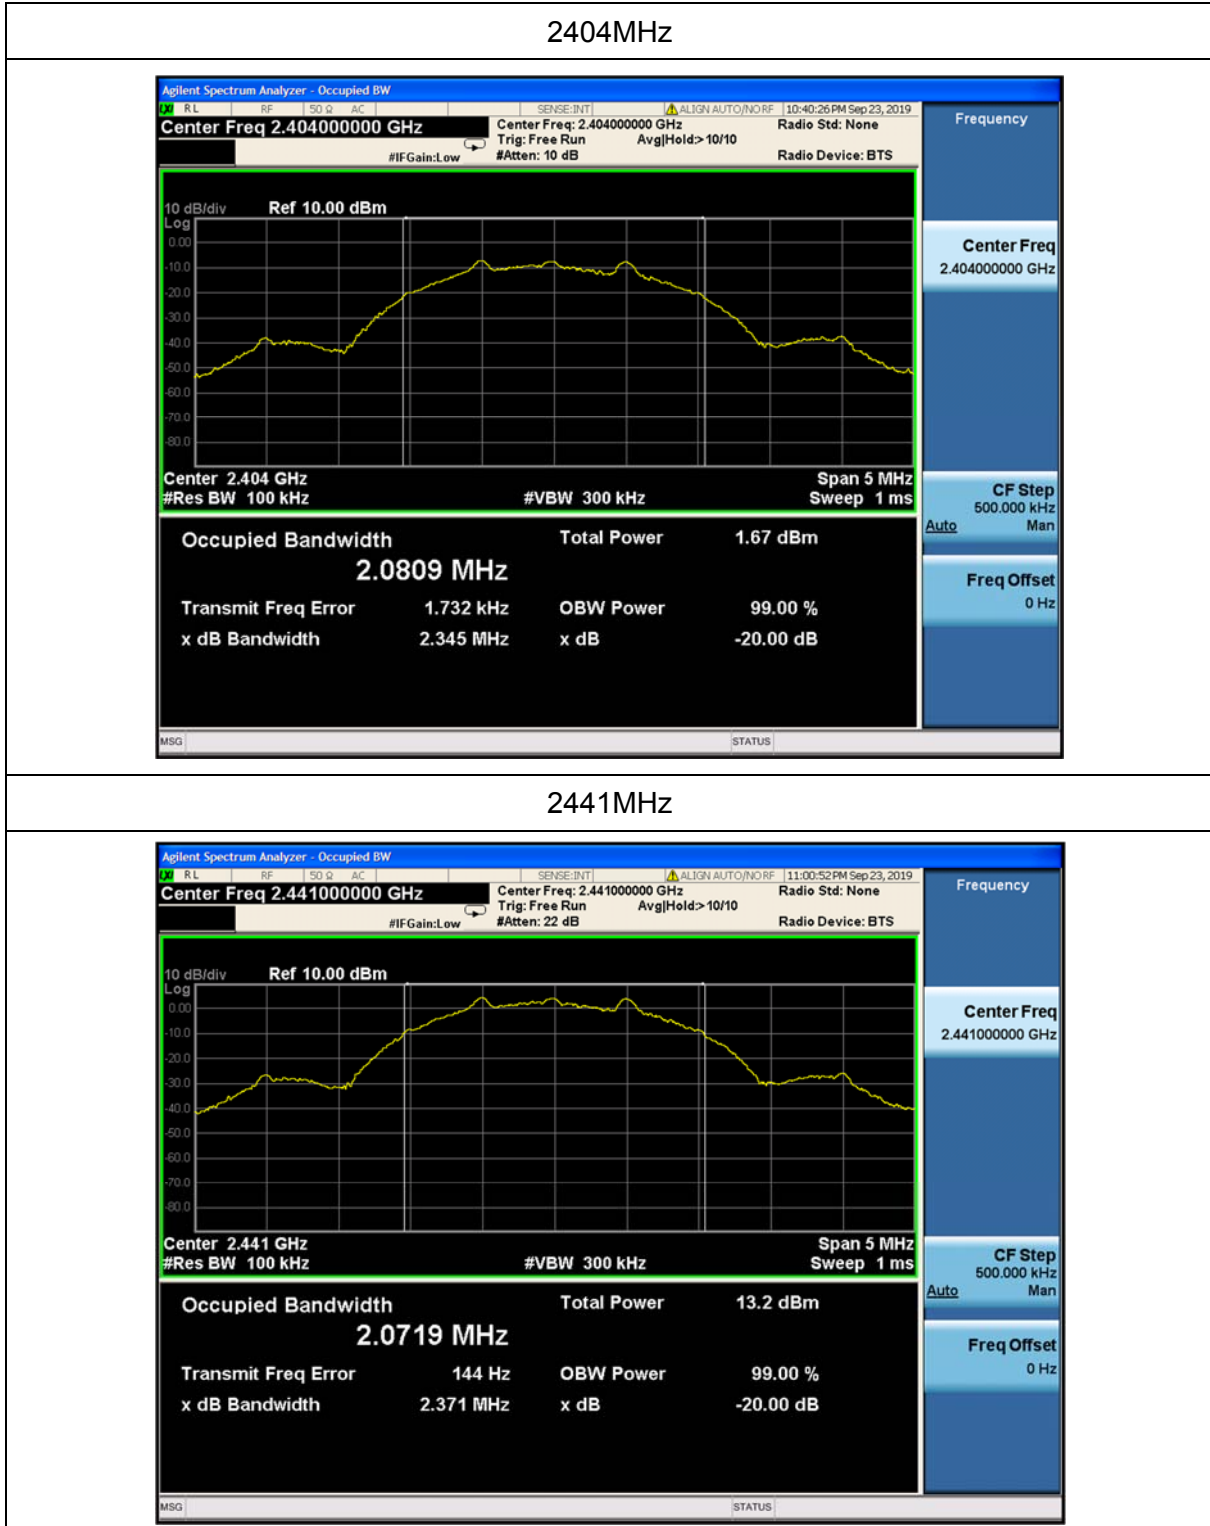 2404MHz
Agilent Spectrum Analyzer - Occupied BW
LXI RL RF 50 Ω AC SENSE:INT ALIGN AUTO/NO RF 10:40:26 PM Sep 23, 2019
Center Freq 2.404000000 GHz Center Freq: 2.404000000 GHz Radio Std: None
Trig: Free Run Avg|Hold:> 10/10
#IFGain:Low #Atten: 10 dB Radio Device: BTS
Frequency
10 dB/div Ref 10.00 dBm
Log
0.00
-10.0
-20.0
-30.0
-40.0
-50.0
-60.0
-70.0
-80.0
Center Freq
2.404000000 GHz
Center 2.404 GHz Span 5 MHz
#Res BW 100 kHz #VBW 300 kHz Sweep 1 ms
CF Step
500.000 kHz
Auto Man
Occupied Bandwidth Total Power 1.67 dBm
2.0809 MHz
Freq Offset
0 Hz
Transmit Freq Error 1.732 kHz OBW Power 99.00 %
x dB Bandwidth 2.345 MHz x dB -20.00 dB
MSG STATUS
2441MHz
Agilent Spectrum Analyzer - Occupied BW
LXI RL RF 50 Ω AC SENSE:INT ALIGN AUTO/NO RF 11:00:52 PM Sep 23, 2019
Center Freq 2.441000000 GHz Center Freq: 2.441000000 GHz Radio Std: None
Trig: Free Run Avg|Hold:> 10/10
#IFGain:Low #Atten: 22 dB Radio Device: BTS
Frequency
10 dB/div Ref 10.00 dBm
Log
0.00
-10.0
-20.0
-30.0
-40.0
-50.0
-60.0
-70.0
-80.0
Center Freq
2.441000000 GHz
Center 2.441 GHz Span 5 MHz
#Res BW 100 kHz #VBW 300 kHz Sweep 1 ms
CF Step
500.000 kHz
Auto Man
Occupied Bandwidth Total Power 13.2 dBm
2.0719 MHz
Freq Offset
0 Hz
Transmit Freq Error 144 Hz OBW Power 99.00 %
x dB Bandwidth 2.371 MHz x dB -20.00 dB
MSG STATUS